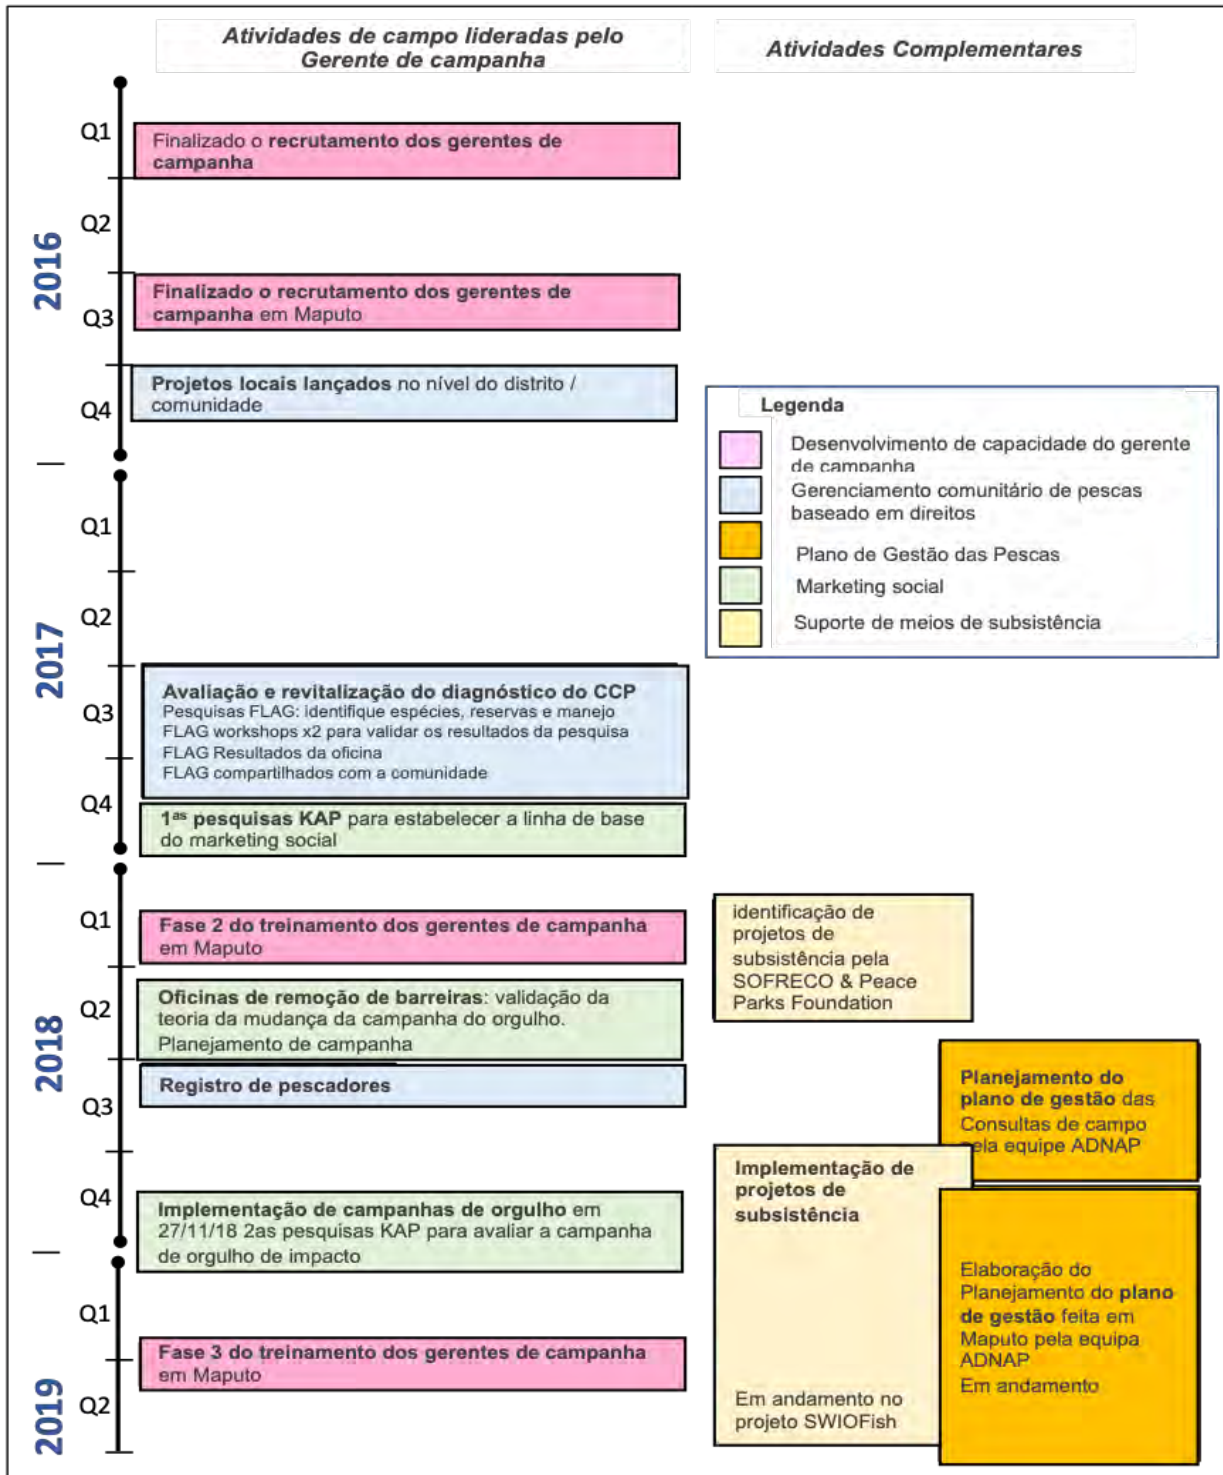 Atividades de campo lideradas pelo
Gerente de campanha
Atividades Complementares
2016
Q1
Finalizado o recrutamento dos gerentes de
campanha
Q2
Q3
Finalizado o recrutamento dos gerentes de
campanha em Maputo
Q4
Projetos locais lançados no nível do distrito /
comunidade
Legenda
Desenvolvimento de capacidade do gerente
de campanha
Gerenciamento comunitário de pescas
baseado em direitos
Plano de Gestão das Pescas
Marketing social
Suporte de meios de subsistência
2017
Q1
Q2
Q3
Avaliação e revitalização do diagnóstico do CCP
Pesquisas FLAG: identifique espécies, reservas e manejo
FLAG workshops x2 para validar os resultados da pesquisa
FLAG Resultados da oficina
FLAG compartilhados com a comunidade
Q4
1as pesquisas KAP para estabelecer a linha de base
do marketing social
2018
Q1
Fase 2 do treinamento dos gerentes de campanha
em Maputo
identificação de
projetos de
subsistência pela
SOFRECO & Peace
Parks Foundation
Q2
Oficinas de remoção de barreiras: validação da
teoria da mudança da campanha do orgulho.
Planejamento de campanha
Q3
Registro de pescadores
Planejamento do
plano de gestão das
Consultas de campo
pela equipe ADNAP
Q4
Implementação de campanhas de orgulho em
27/11/18 2as pesquisas KAP para avaliar a campanha
de orgulho de impacto
Implementação de
projetos de
subsistência
Em andamento no
projeto SWIOFish
Elaboração do
Planejamento do plano
de gestão feita em
Maputo pela equipa
ADNAP
Em andamento
2019
Q1
Fase 3 do treinamento dos gerentes de campanha
em Maputo
Q2